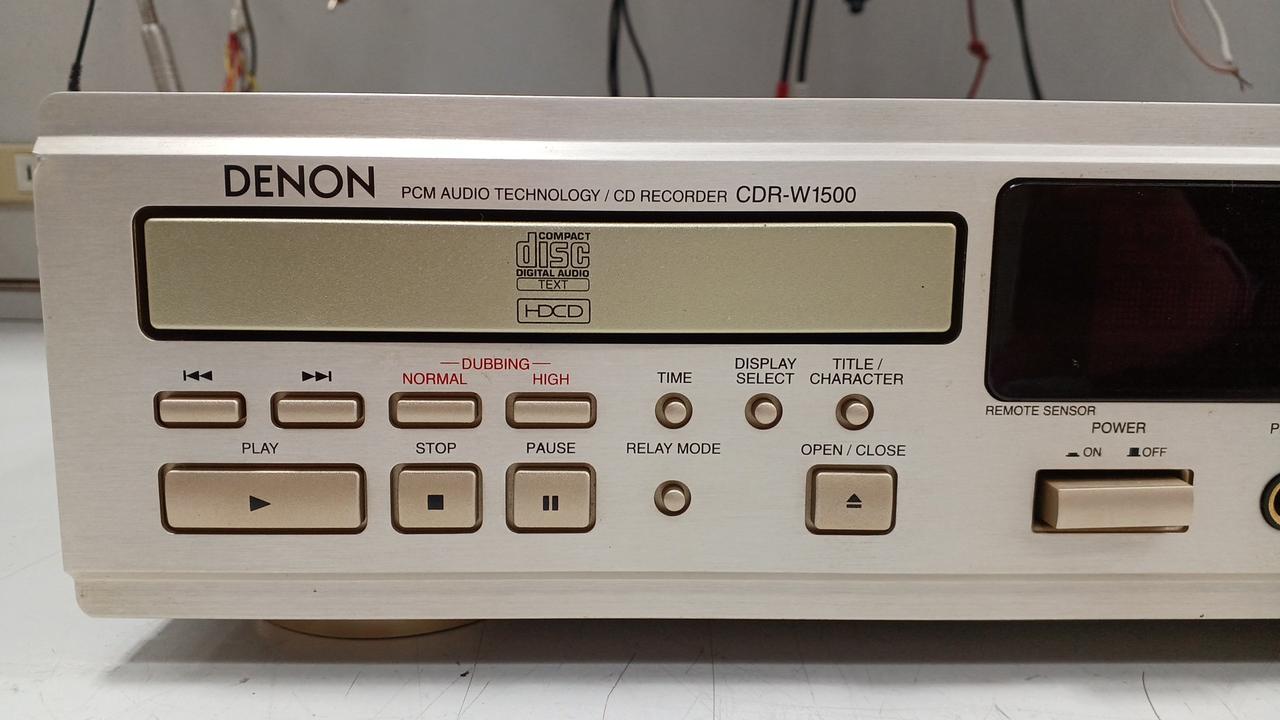 DENON PCM AUDIO TECHNOLOGY / CD RECORDER CDR-W1500
COMPACT
disc
DIGITAL AUDIO
TEXT
HDCD
DUBBING
NORMAL HIGH
TIME
DISPLAY
SELECT
TITLE /
CHARACTER
REMOTE SENSOR
POWER
ON OFF
P
PLAY
STOP
PAUSE
RELAY MODE
OPEN / CLOSE